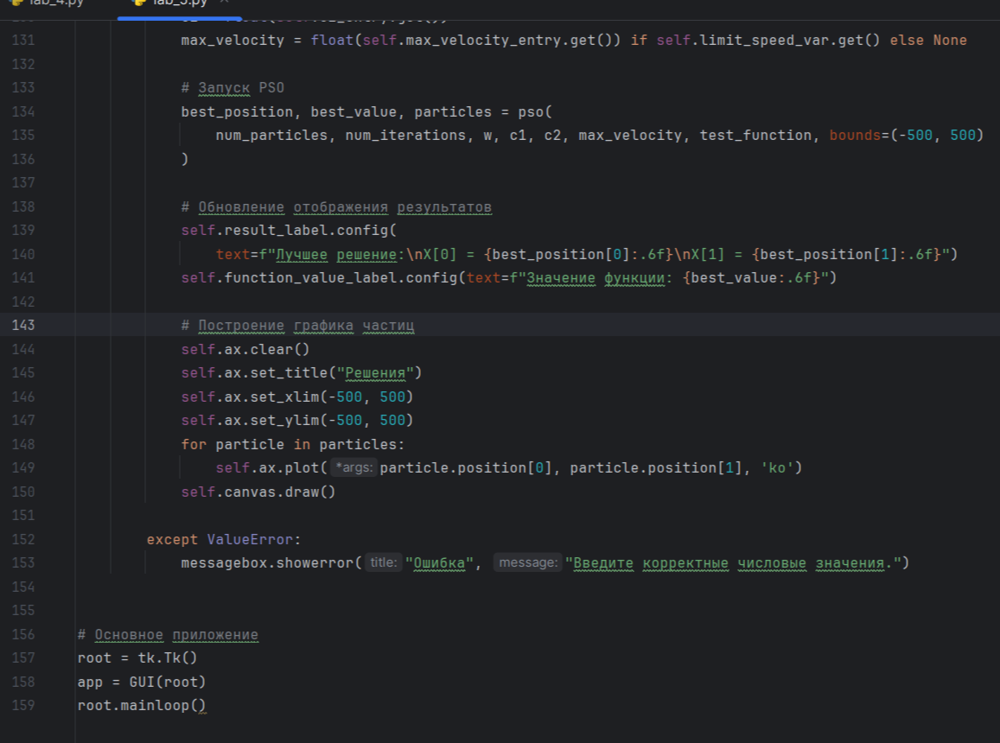 lab_4.py lab_5.py
131 max_velocity = float(self.max_velocity_entry.get()) if self.limit_speed_var.get() else None
132
133 # Запуск PSO
134 best_position, best_value, particles = pso(
135 num_particles, num_iterations, w, c1, c2, max_velocity, test_function, bounds=(-500, 500)
136 )
137
138 # Обновление отображения результатов
139 self.result_label.config(
140 text=f"Лучшее решение:\nX[0] = {best_position[0]:.6f}\nX[1] = {best_position[1]:.6f}")
141 self.function_value_label.config(text=f"Значение функции: {best_value:.6f}")
142
143 # Построение графика частиц
144 self.ax.clear()
145 self.ax.set_title("Решения")
146 self.ax.set_xlim(-500, 500)
147 self.ax.set_ylim(-500, 500)
148 for particle in particles:
149 self.ax.plot( *args: particle.position[0], particle.position[1], 'ko')
150 self.canvas.draw()
151
152 except ValueError:
153 messagebox.showerror( title: "Ошибка", message: "Введите корректные числовые значения.")
154
155
156 # Основное приложение
157 root = tk.Tk()
158 app = GUI(root)
159 root.mainloop()